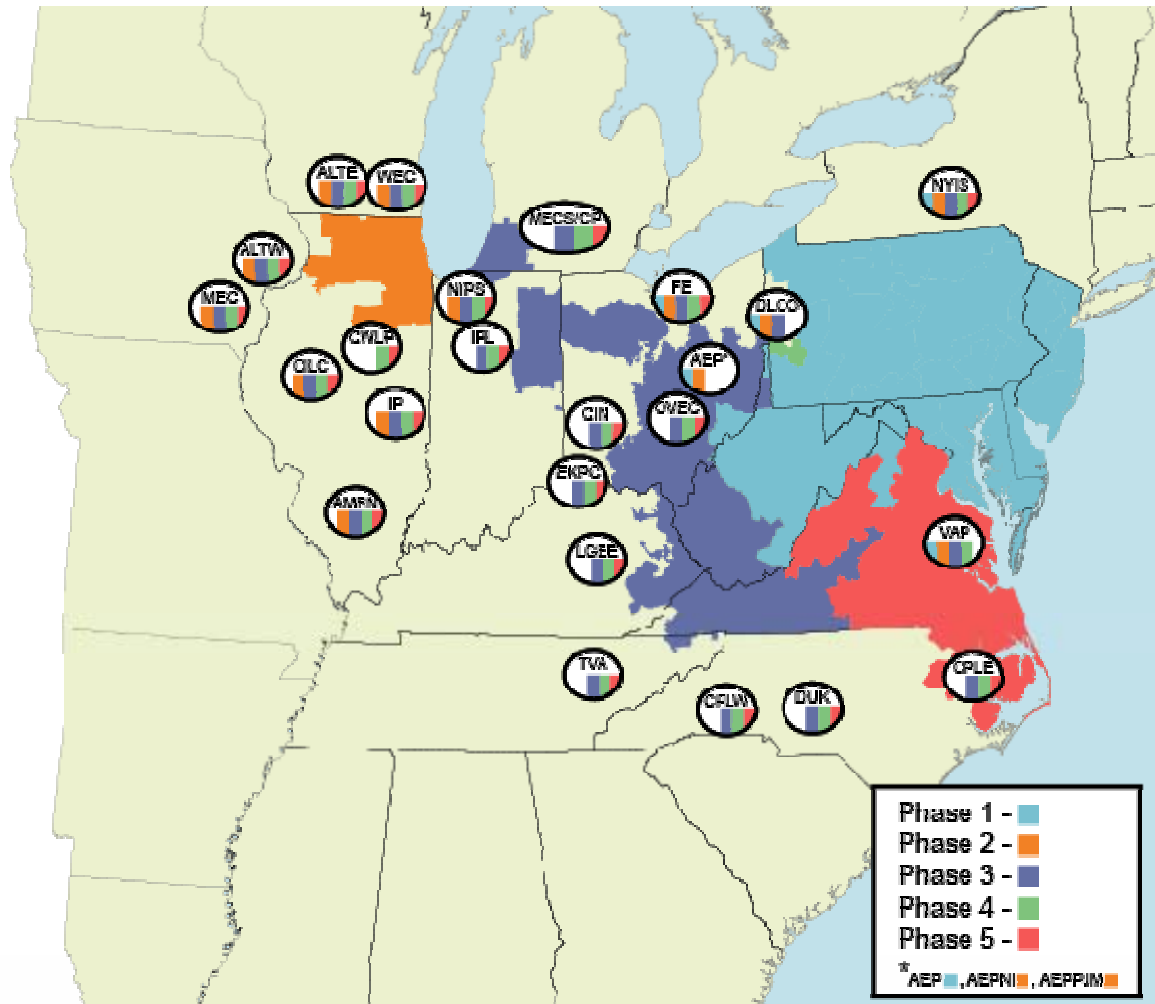 ALTE
WEC
NYIS
MECS/CP
ALTW
MEC
NIPS
FE
DLCO
CWLP
IPL
CILC
AEP*
IP
CIN
OVEC
EKPC
AMRN
LGEE
VAP
TVA
CPLE
CPLW
DUK
Phase 1 -
Phase 2 -
Phase 3 -
Phase 4 -
Phase 5 -
*AEP , AEPNI , AEPPJM